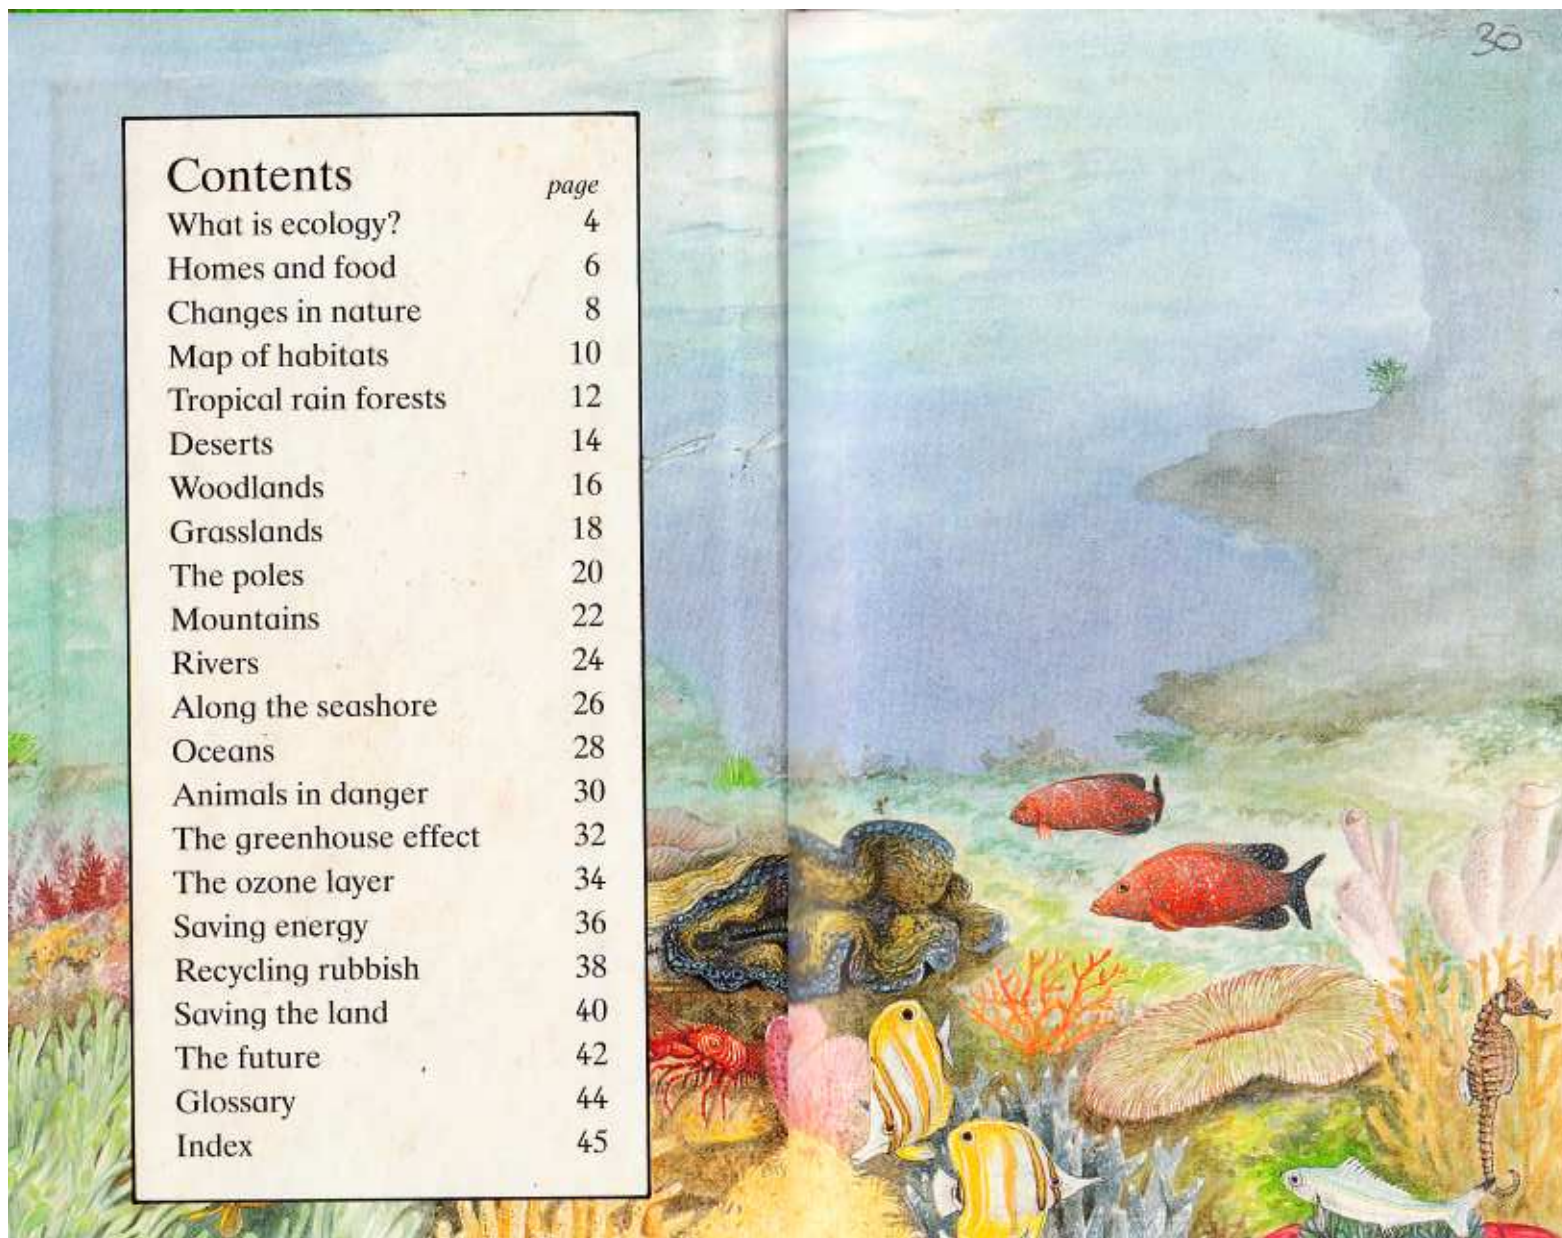 Contents
page
What is ecology? 4
Homes and food 6
Changes in nature 8
Map of habitats 10
Tropical rain forests 12
Deserts 14
Woodlands 16
Grasslands 18
The poles 20
Mountains 22
Rivers 24
Along the seashore 26
Oceans 28
Animals in danger 30
The greenhouse effect 32
The ozone layer 34
Saving energy 36
Recycling rubbish 38
Saving the land 40
The future 42
Glossary 44
Index 45
30